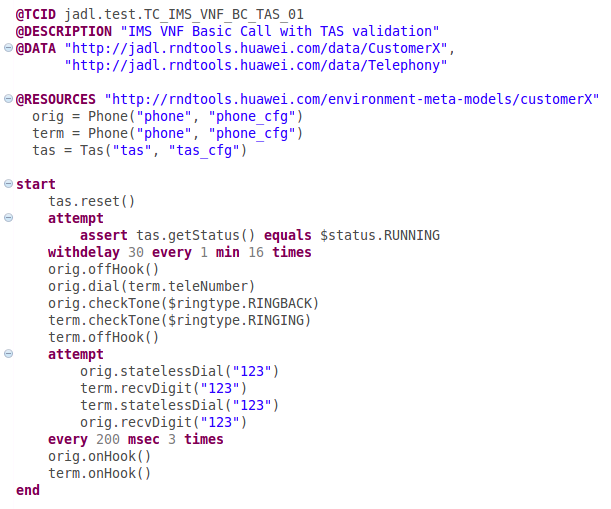 @TCID jadl.test.TC_IMS_VNF_BC_TAS_01
@DESCRIPTION "IMS VNF Basic Call with TAS validation"
@DATA "http://jadl.rndtools.huawei.com/data/CustomerX",
"http://jadl.rndtools.huawei.com/data/Telephony"
@RESOURCES "http://rndtools.huawei.com/environment-meta-models/customerX"
orig = Phone("phone", "phone_cfg")
term = Phone("phone", "phone_cfg")
tas = Tas("tas", "tas_cfg")
start
tas.reset()
attempt
assert tas.getStatus() equals $status.RUNNING
withdelay 30 every 1 min 16 times
orig.offHook()
orig.dial(term.teleNumber)
orig.checkTone($ringtype.RINGBACK)
term.checkTone($ringtype.RINGING)
term.offHook()
attempt
orig.statelessDial("123")
term.recvDigit("123")
term.statelessDial("123")
orig.recvDigit("123")
every 200 msec 3 times
orig.onHook()
term.onHook()
end